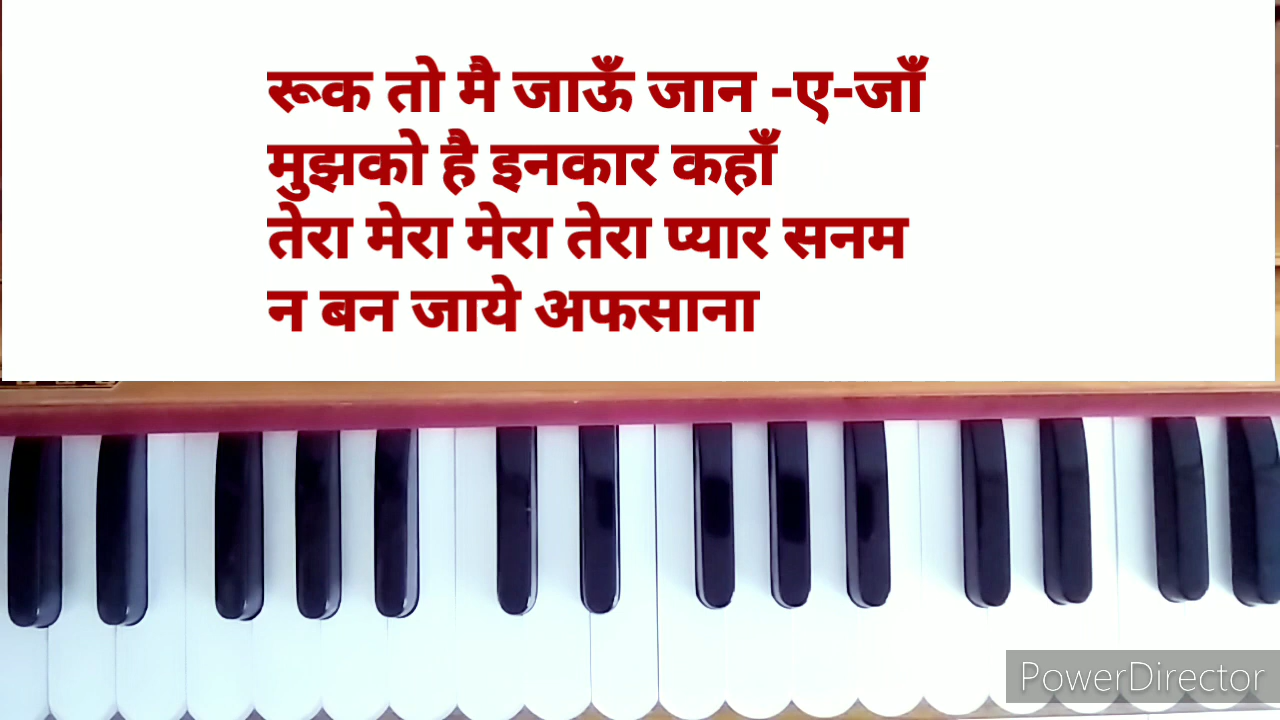 रूक तो मै जाऊँ जान -ए-जाँ
मुझको है इनकार कहाँ
तेरा मेरा मेरा तेरा प्यार सनम
न बन जाये अफसाना
PowerDirector